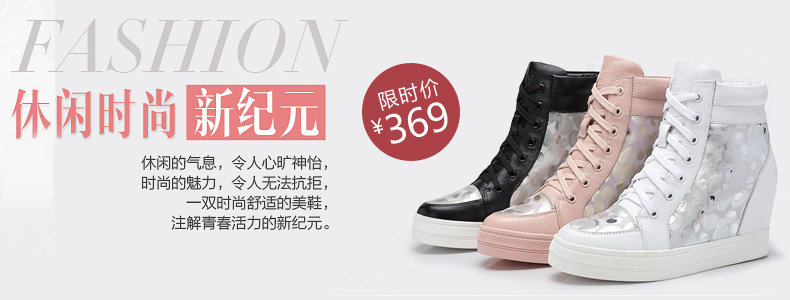 FASHION
休闲时尚 新纪元
休闲的气息，令人心旷神怡，
时尚的魅力，令人无法抗拒，
一双时尚舒适的美鞋，
注解青春活力的新纪元。
限时价
¥369